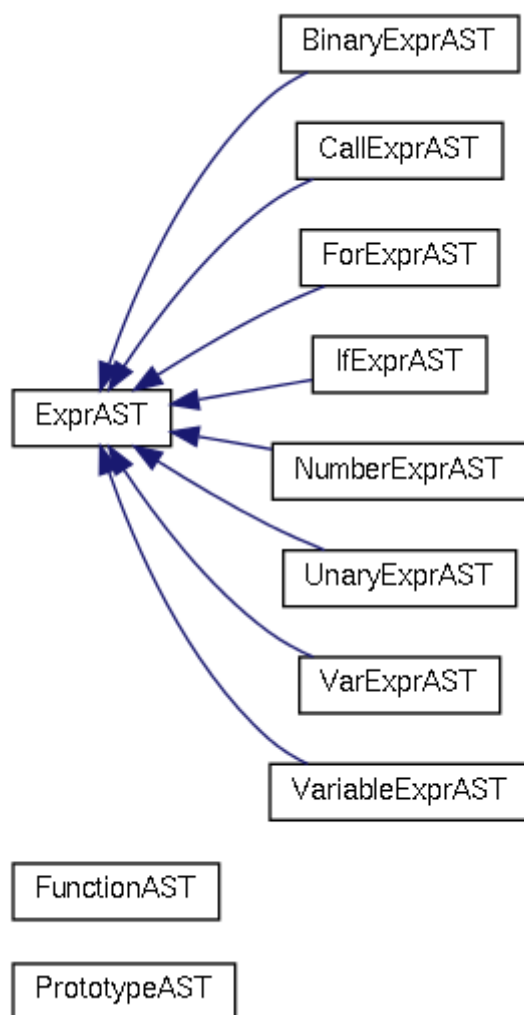 BinaryExprAST
CallExprAST
ForExprAST
IfExprAST
ExprAST
NumberExprAST
UnaryExprAST
VarExprAST
VariableExprAST
FunctionAST
PrototypeAST